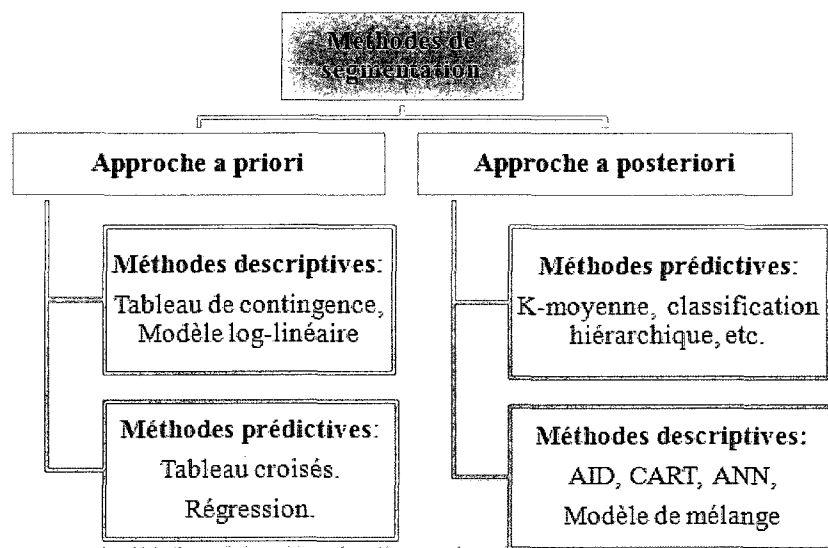 Méthodes de
segmentation
Approche a priori
Approche a posteriori
Méthodes descriptives:
Tableau de contingence,
Modèle log-linéaire
Méthodes prédictives:
Tableau croisés.
Régression.
Méthodes prédictives:
K-moyenne, classification
hiérarchique, etc.
Méthodes descriptives:
AID, CART, ANN,
Modèle de mélange